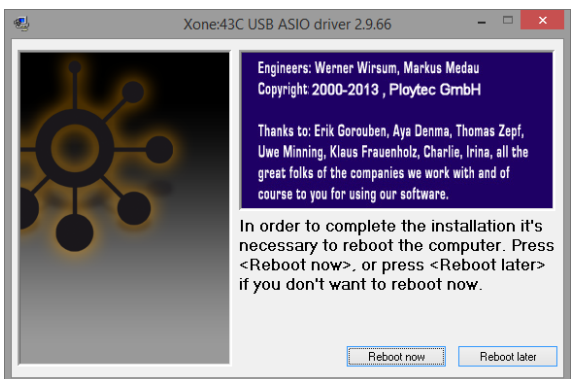 Xone:43C USB ASIO driver 2.9.66
Engineers: Werner Wirsum, Markus Medau
Copyright 2000-2013 , Ploytec GmbH
Thanks to: Erik Gorouben, Aya Denma, Thomas Zepf,
Uwe Minning, Klaus Frauenholz, Charlie, Irina, all the
great folks of the companies we work with and of
course to you for using our software.
In order to complete the installation it's
necessary to reboot the computer. Press
<Reboot now>, or press <Reboot later>
if you don't want to reboot now.
Reboot now
Reboot later